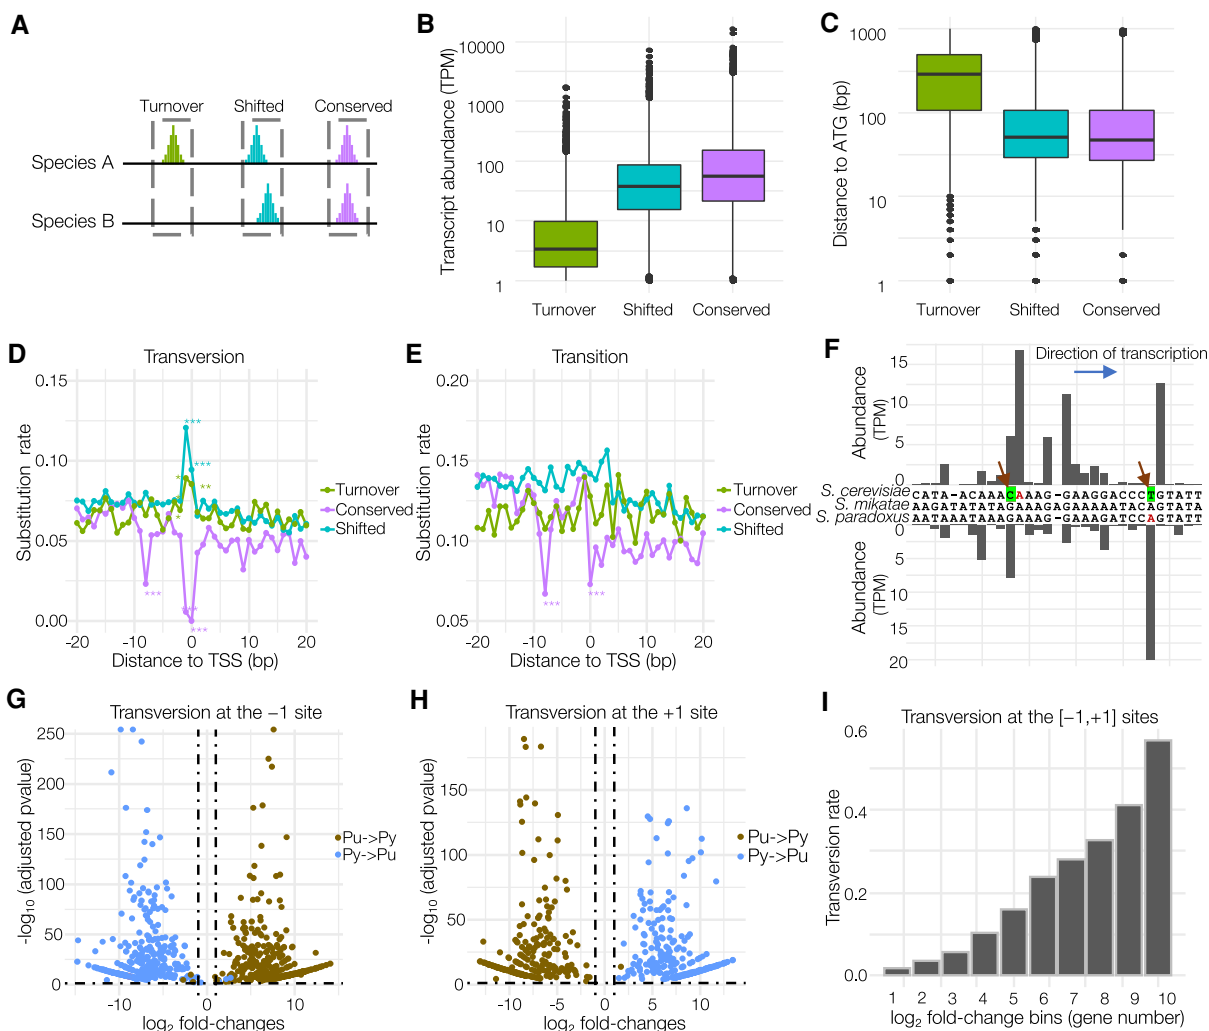 A
Turnover Shifted Conserved
Species A
Species B
B
Transcript abundance (TPM)
10000
1000
100
10
1
Turnover Shifted Conserved
C
Distance to ATG (bp)
1000
100
10
1
Turnover Shifted Conserved
D
Transversion
Substitution rate
0.15
0.10
0.05
0.00
***
***
*
**
*
***
***
***
-20 -10 0 10 20
Distance to TSS (bp)
Turnover
Conserved
Shifted
E
Transition
Substitution rate
0.20
0.15
0.10
0.05
***
***
-20 -10 0 10 20
Distance to TSS (bp)
Turnover
Conserved
Shifted
F
Direction of transcription
Abundance
(TPM)
15
10
5
0
S. cerevisiae CATA-ACAAACAAAG-GAAGGACCCTGTATT
S. mikatae AAGATATATAGAAAGAGAAAAATACAGTATT
S. paradoxus AATAAATAAAGAAAGAG-GAAAGATCCAGTATT
Abundance
(TPM)
0
5
10
15
20
G
Transversion at the −1 site
-log10 (adjusted pvalue)
250
200
150
100
50
0
-10 0 10
log2 fold-changes
Pu->Py
Py->Pu
H
Transversion at the +1 site
-log10 (adjusted pvalue)
150
100
50
0
-10 -5 0 5 10
log2 fold-changes
Pu->Py
Py->Pu
I
Transversion at the [−1,+1] sites
Transversion rate
0.6
0.4
0.2
0.0
1 2 3 4 5 6 7 8 9 10
log2 fold-change bins (gene number)